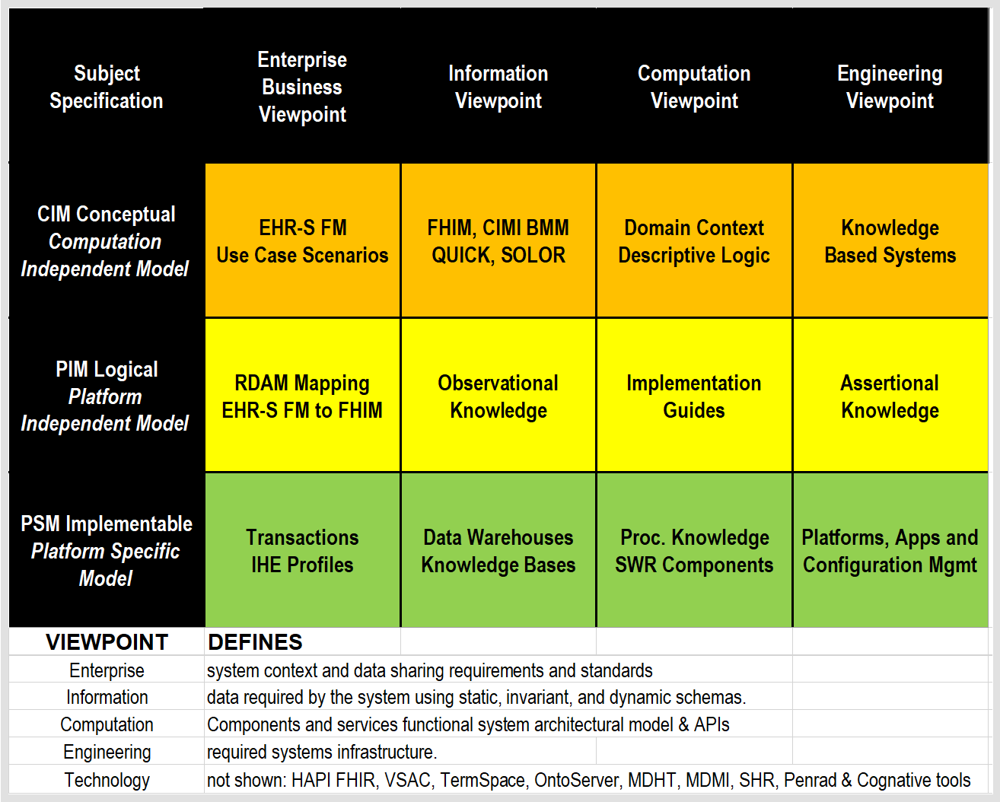 Subject
Specification
Enterprise
Business
Viewpoint
Information
Viewpoint
Computation
Viewpoint
Engineering
Viewpoint
CIM Conceptual
Computation
Independent Model
EHR-S FM
Use Case Scenarios
FHIM, CIMI BMM
QUICK, SOLOR
Domain Context
Descriptive Logic
Knowledge
Based Systems
PIM Logical
Platform
Independent Model
RDAM Mapping
EHR-S FM to FHIM
Observational
Knowledge
Implementation
Guides
Assertional
Knowledge
PSM Implementable
Platform Specific
Model
Transactions
IHE Profiles
Data Warehouses
Knowledge Bases
Proc. Knowledge
SWR Components
Platforms, Apps and
Configuration Mgmt
VIEWPOINT DEFINES
Enterprise system context and data sharing requirements and standards
Information data required by the system using static, invariant, and dynamic schemas.
Computation Components and services functional system architectural model & APIs
Engineering required systems infrastructure.
Technology not shown: HAPI FHIR, VSAC, TermSpace, OntoServer, MDHT, MDMI, SHR, Penrad & Cognative tools